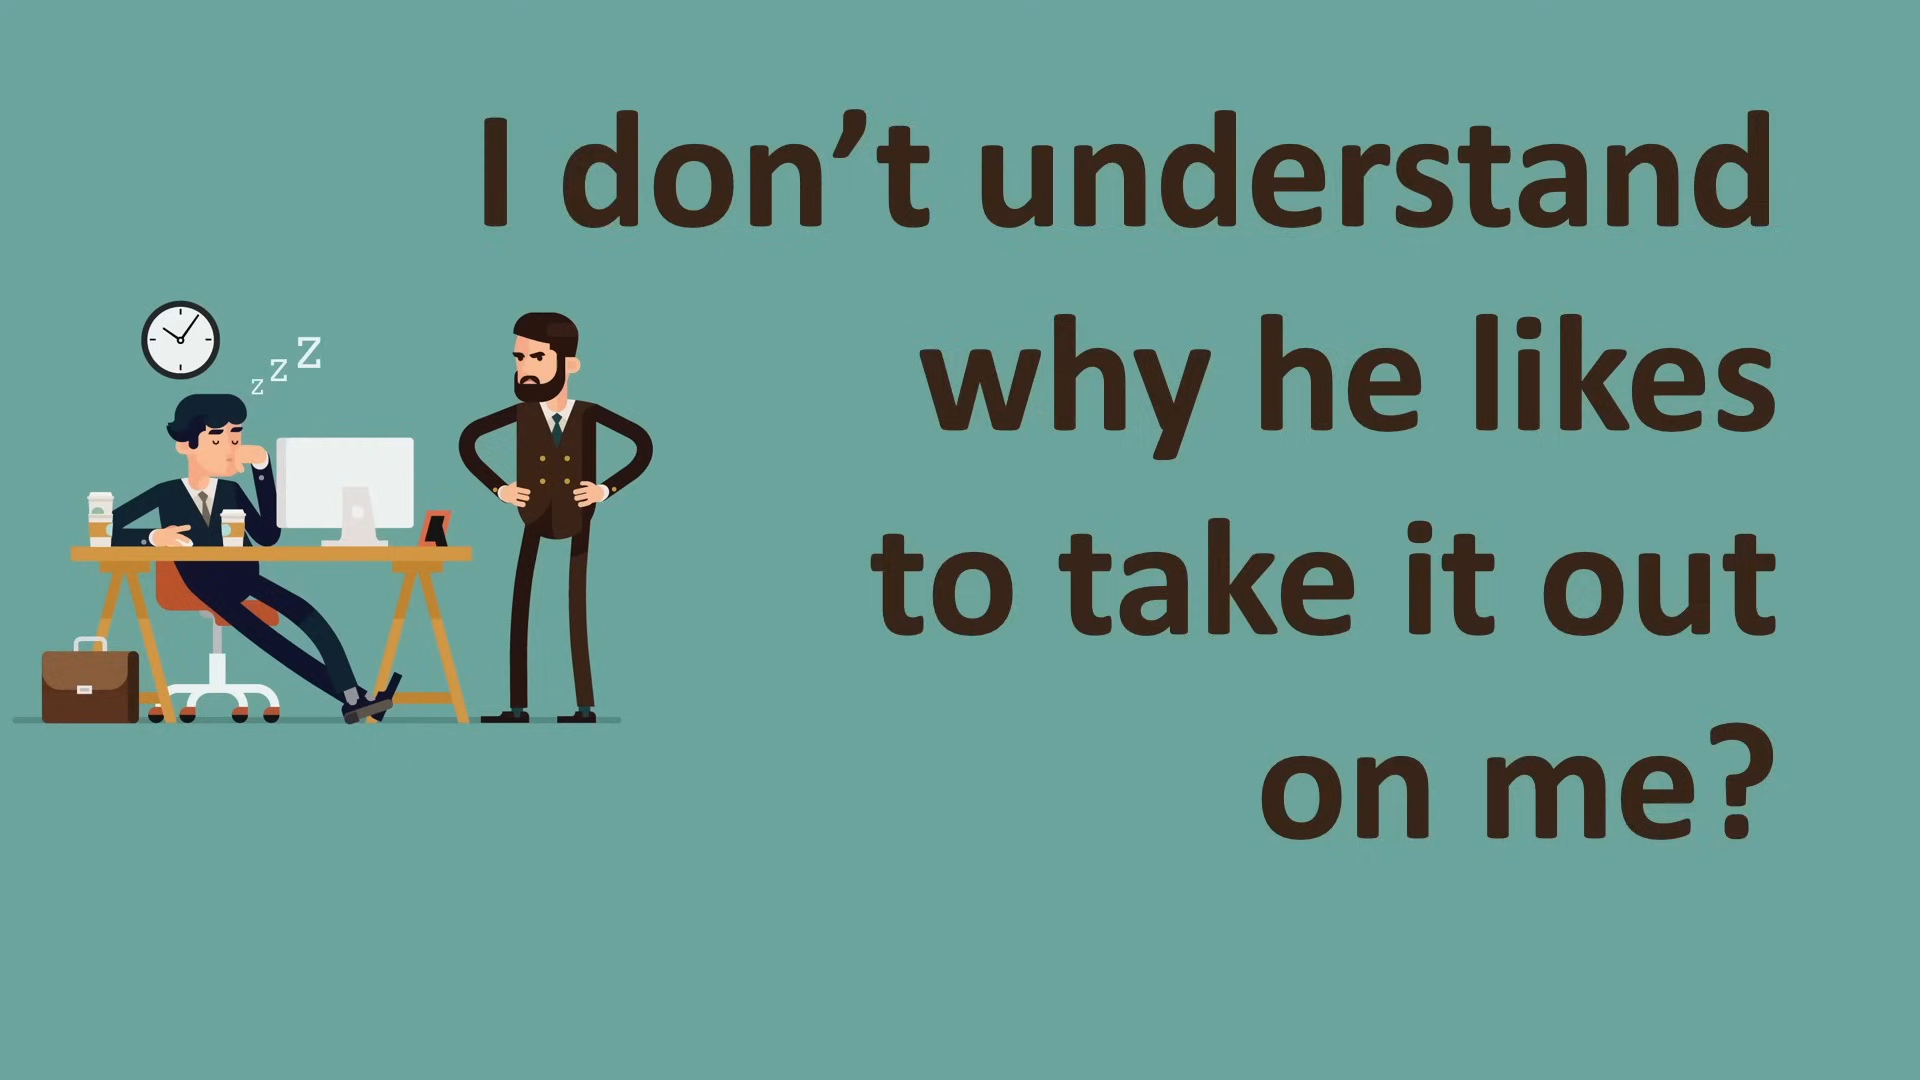 I don’t understand
why he likes
to take it out
on me?
z z Z